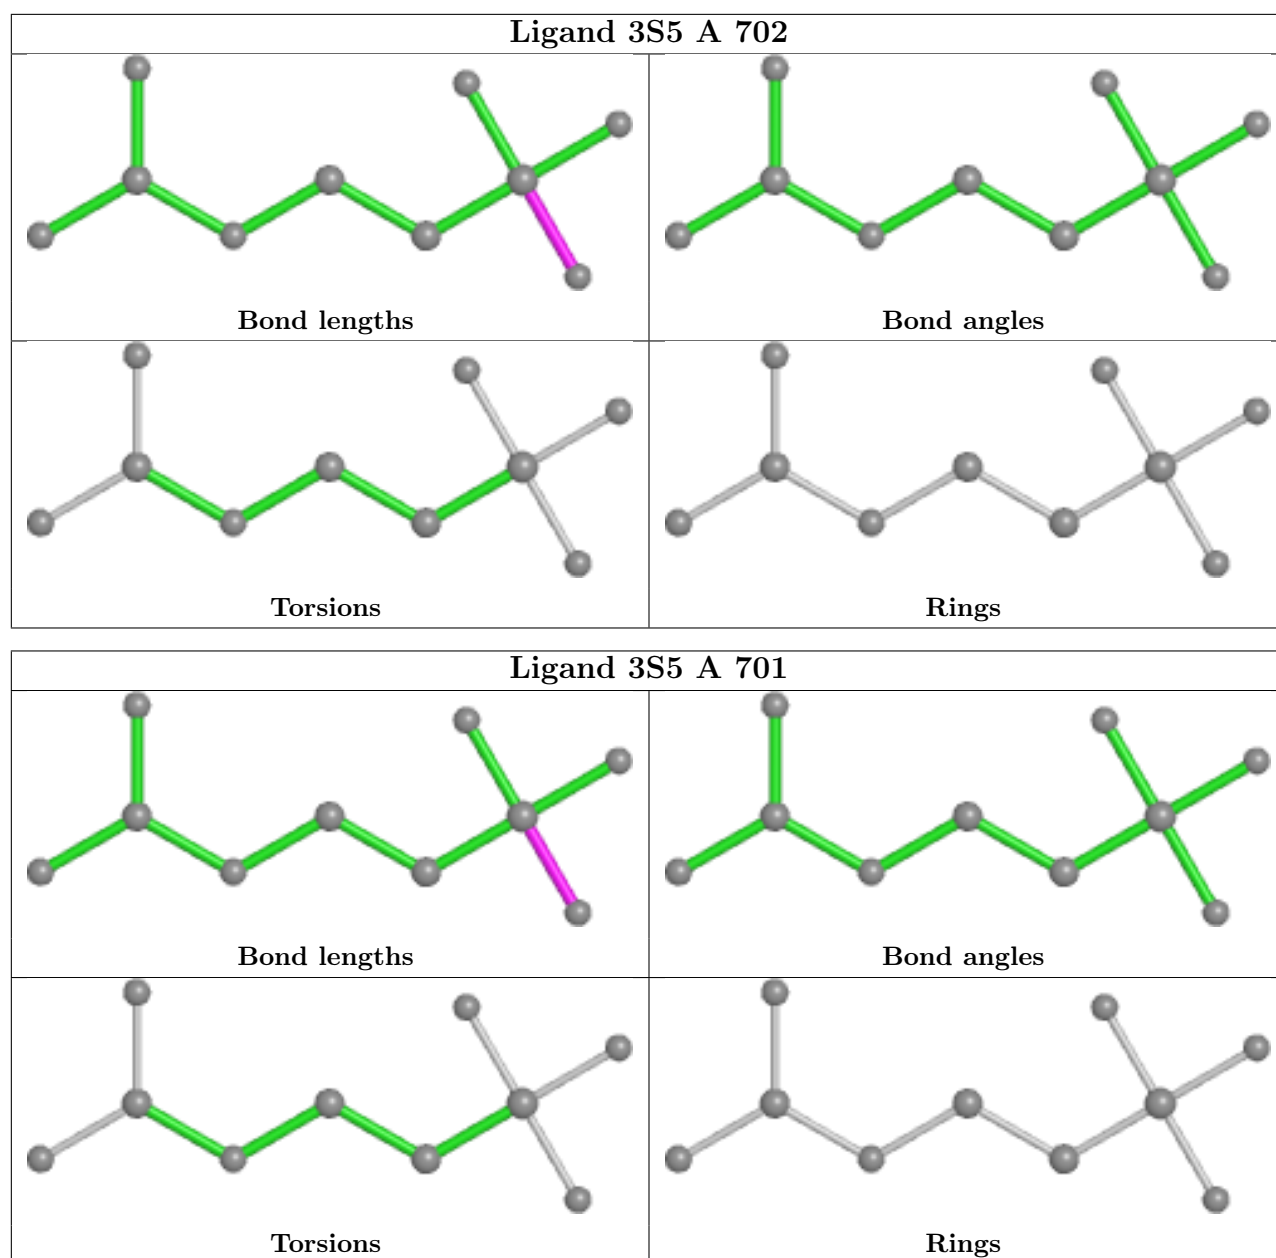 Ligand 3S5 A 702
Bond lengths
Bond angles
Torsions
Rings
Ligand 3S5 A 701
Bond lengths
Bond angles
Torsions
Rings